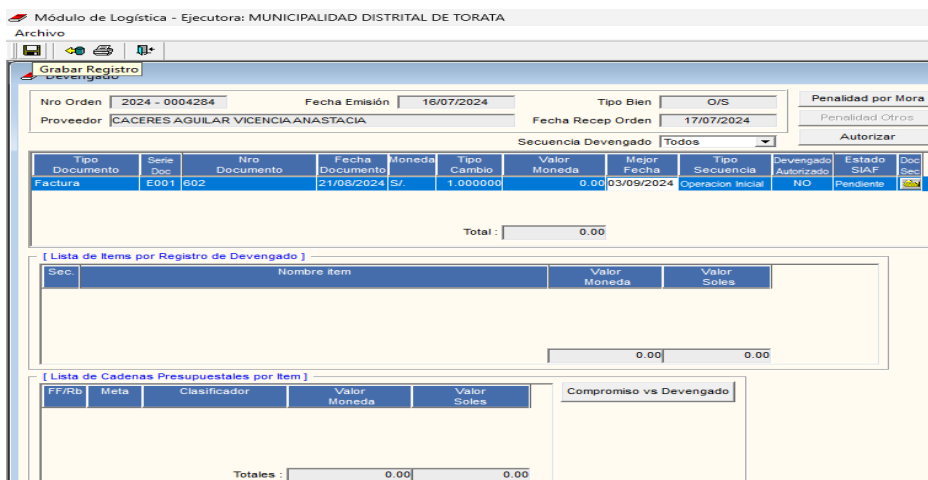 Módulo de Logística - Ejecutora: MUNICIPALIDAD DISTRITAL DE TORATA
Archivo
Grabar Registro
Devengado
Nro Orden 2024 - 0004284 Fecha Emisión 16/07/2024 Tipo Bien O/S Penalidad por Mora
Proveedor CACERES AGUILAR VICENCIA ANASTACIA Fecha Recep Orden 17/07/2024 Penalidad Otros
Secuencia Devengado Todos Autorizar
Tipo Documento Serie Doc Nro Documento Fecha Documento Moneda Tipo Cambio Valor Moneda Mejor Fecha Tipo Secuencia Devengado Autorizado Estado SIAF Doc Sec
Factura E001 602 21/08/2024 S/. 1.000000 0.00 03/09/2024 Operacion Inicial NO Pendiente
Total : 0.00
[ Lista de Items por Registro de Devengado ]
Sec. Nombre item Valor Moneda Valor Soles
0.00 0.00
[ Lista de Cadenas Presupuestales por Item ]
FF/Rb Meta Clasificador Valor Moneda Valor Soles Compromiso vs Devengado
Totales : 0.00 0.00